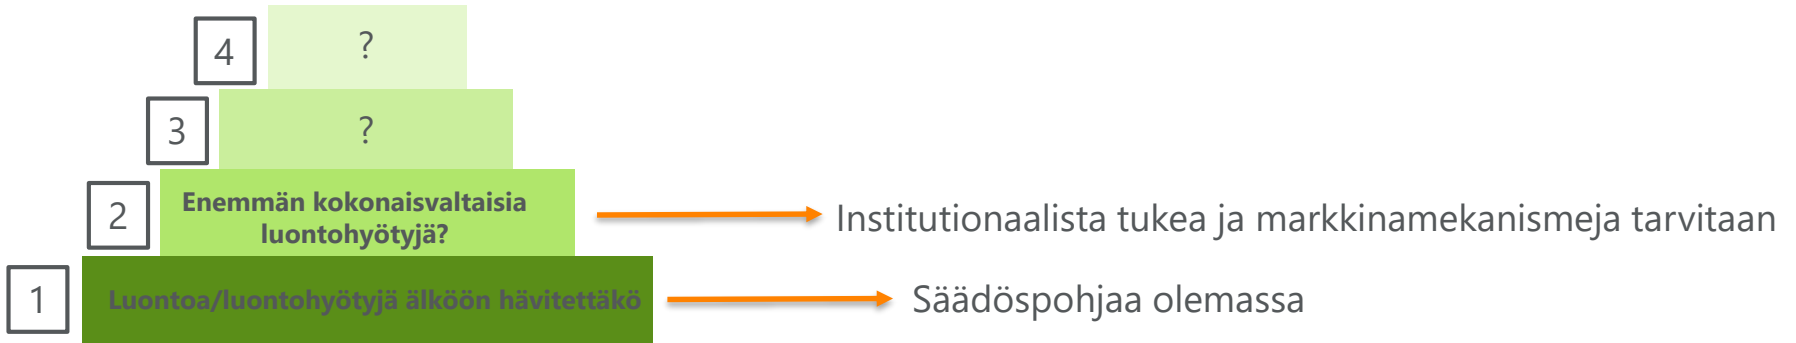 4
?
3
?
2
Enemmän kokonaisvaltaisia
luontohyötyjä?
Institutionaalista tukea ja markkinamekanismeja tarvitaan
1
Luontoa/luontohyötyjä älköön hävitettäkö
Säädöspohjaa olemassa